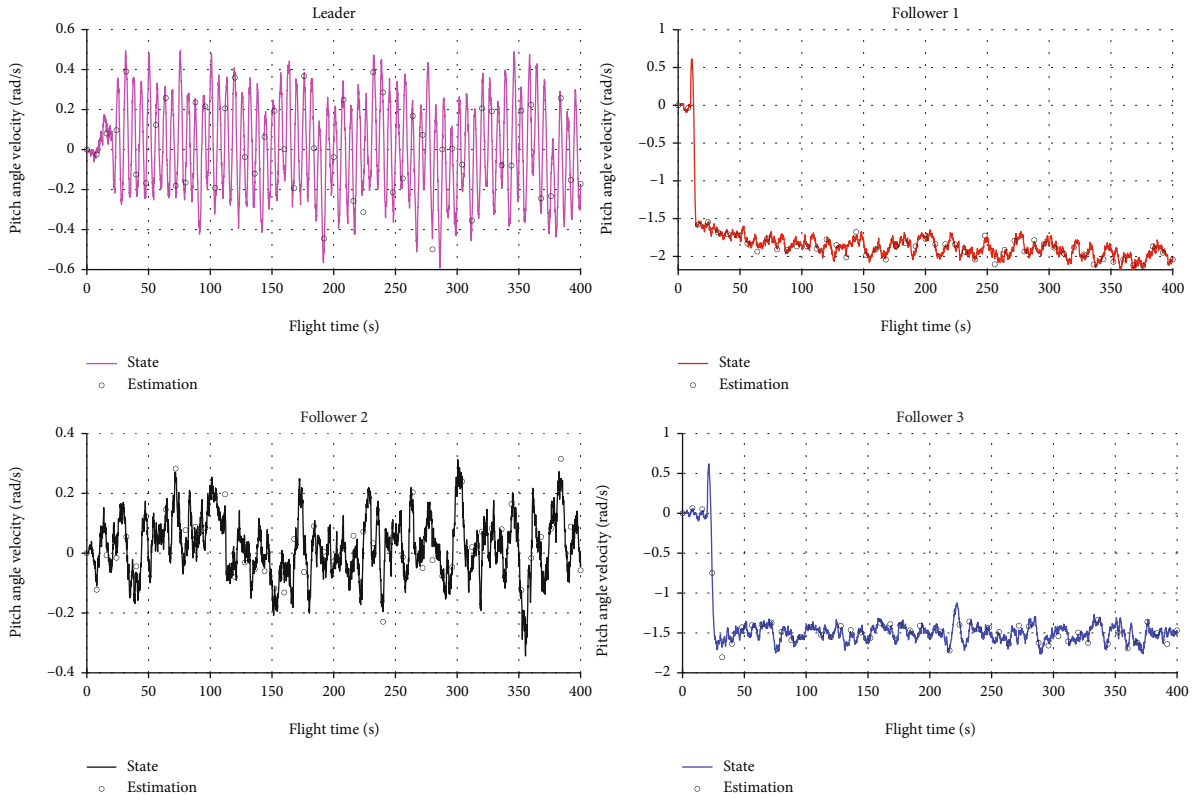 Leader
Pitch angle velocity (rad/s)
0.6
0.4
0.2
0
–0.2
–0.4
–0.6
0 50 100 150 200 250 300 350 400
Flight time (s)
State
Estimation
Follower 1
Pitch angle velocity (rad/s)
1
0.5
0
–0.5
–1
–1.5
–2
0 50 100 150 200 250 300 350 400
Flight time (s)
State
Estimation
Follower 2
Pitch angle velocity (rad/s)
0.4
0.2
0
–0.2
–0.4
0 50 100 150 200 250 300 350 400
Flight time (s)
State
Estimation
Follower 3
Pitch angle velocity (rad/s)
1
0.5
0
–0.5
–1
–1.5
–2
0 50 100 150 200 250 300 350 400
Flight time (s)
State
Estimation